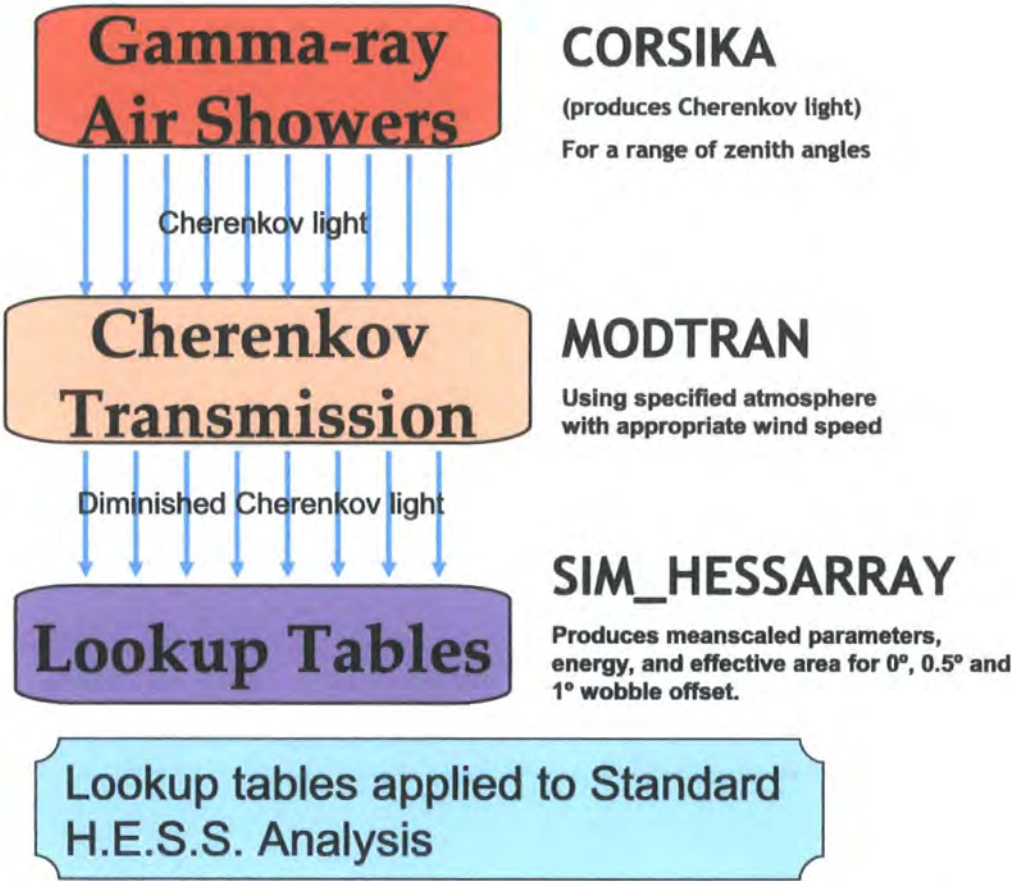 Gamma-ray
Air Showers
CORSIKA
(produces Cherenkov light)
For a range of zenith angles
Cherenkov light
Cherenkov
Transmission
MODTRAN
Using specified atmosphere
with appropriate wind speed
Diminished Cherenkov light
Lookup Tables
SIM_HESSARRAY
Produces meanscaled parameters,
energy, and effective area for 0º, 0.5º and
1º wobble offset.
Lookup tables applied to Standard
H.E.S.S. Analysis